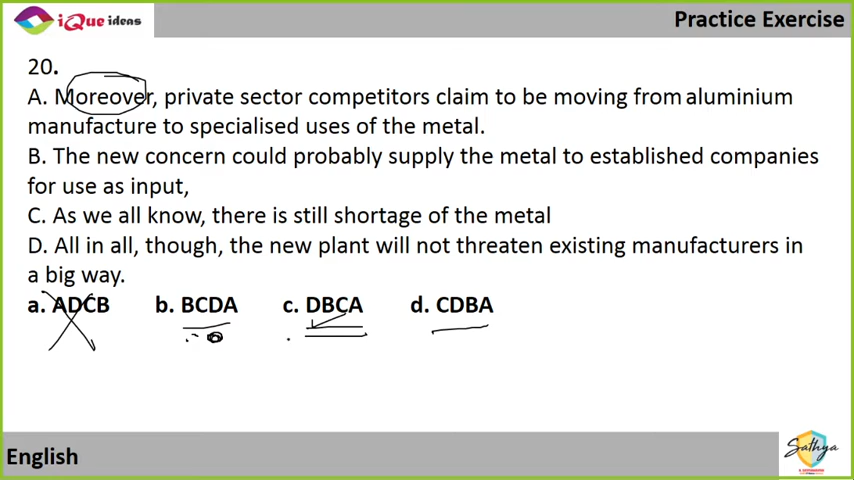 iQue ideas
Practice Exercise
20.
A. Moreover, private sector competitors claim to be moving from aluminium
manufacture to specialised uses of the metal.
B. The new concern could probably supply the metal to established companies
for use as input,
C. As we all know, there is still shortage of the metal
D. All in all, though, the new plant will not threaten existing manufacturers in
a big way.
a. ADCB b. BCDA c. DBCA d. CDBA
English
Sathya